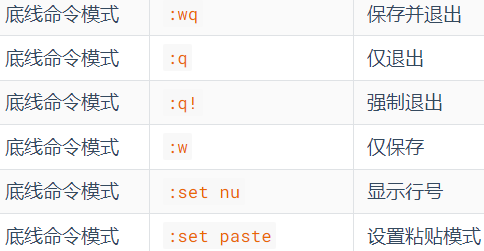 底线命令模式 :wq 保存并退出
底线命令模式 :q 仅退出
底线命令模式 :q! 强制退出
底线命令模式 :w 仅保存
底线命令模式 :set nu 显示行号
底线命令模式 :set paste 设置粘贴模式